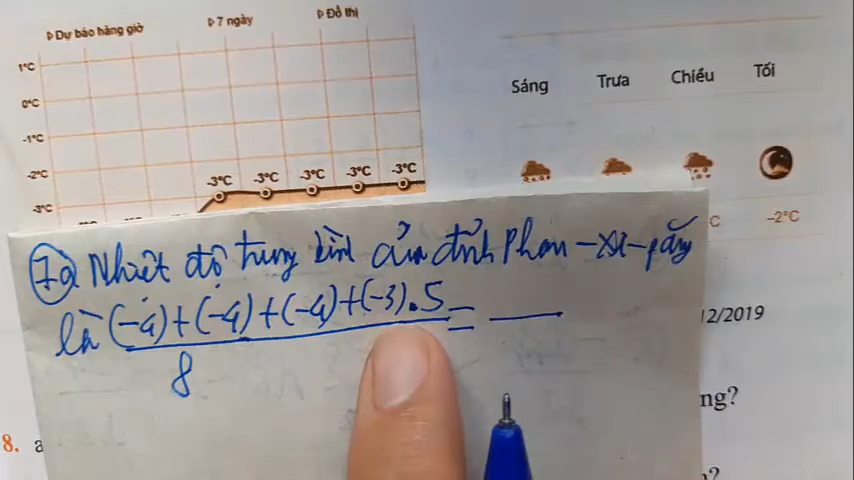 ▷ Dự báo hàng giờ ▷ 7 ngày ▷ Đồ thị
1°C
0°C
-1°C
-2°C
-3°C
-3°C -3°C -3°C -3°C -3°C
Sáng Trưa Chiều Tối
C -2°C
7a Nhiệt độ trung bình của đỉnh Phan-xi-păng
là (-4)+(-4)+(-4)+(-3).5 =
8
12/2019
ng?
8. a
?